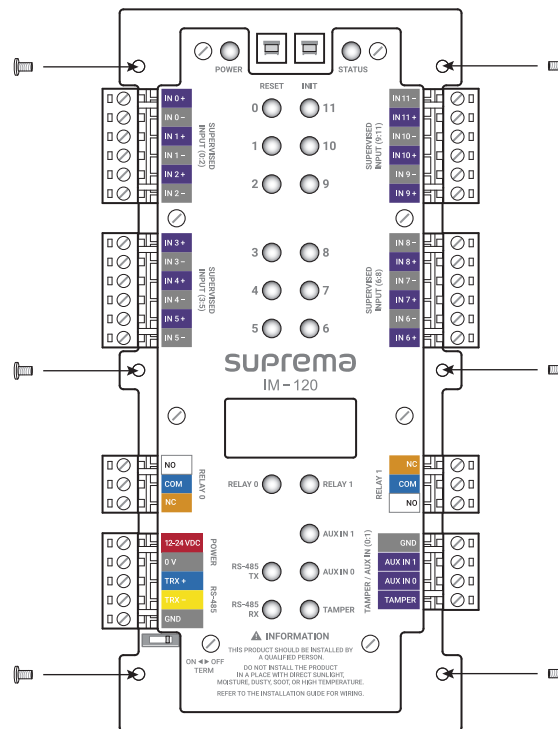 POWER
STATUS
RESET
INIT
0
11
1
10
2
9
3
8
4
7
5
6
IN 0 +
IN 0 −
IN 1 +
IN 1 −
IN 2 +
IN 2 −
SUPERVISED
INPUT (0:2)
IN 11 −
IN 11 +
IN 10 −
IN 10 +
IN 9 −
IN 9 +
SUPERVISED
INPUT (9:11)
IN 3 +
IN 3 −
IN 4 +
IN 4 −
IN 5 +
IN 5 −
SUPERVISED
INPUT (3:5)
IN 8 −
IN 8 +
IN 7 −
IN 7 +
IN 6 −
IN 6 +
SUPERVISED
INPUT (6:8)
suprema
IM – 120
NO
COM
NC
RELAY 0
RELAY 0
RELAY 1
RELAY 1
NC
COM
NO
12–24 VDC
0 V
TRX +
TRX −
GND
POWER
RS-485
AUX IN 1
RS-485
TX
AUX IN 0
RS-485
RX
TAMPER
TAMPER / AUX IN (0:1)
GND
AUX IN 1
AUX IN 0
TAMPER
ON ◄► OFF
TERM
INFORMATION
THIS PRODUCT SHOULD BE INSTALLED BY
A QUALIFIED PERSON.
DO NOT INSTALL THE PRODUCT
IN A PLACE WITH DIRECT SUNLIGHT,
MOISTURE, DUSTY, SOOT, OR HIGH TEMPERATURE.
REFER TO THE INSTALLATION GUIDE FOR WIRING.